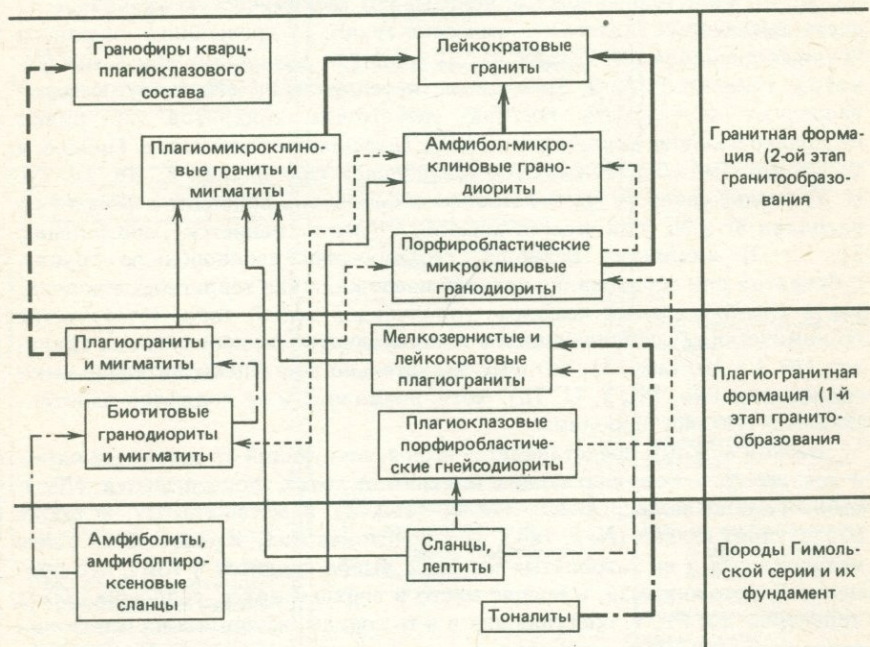 Гранофиры кварц-
плагиоклазового
состава
Лейкократовые
граниты
Плагиомикроклино-
вые граниты и
мигматиты
Амфибол-микро-
клиновые грано-
диориты
Порфиробластические
микроклиновые
гранодиориты
Гранитная форма-
ция (2-ой этап
гранитообразо-
вания
Плагиограниты
и мигматиты
Мелкозернистые и
лейкократовые
плагиограниты
Биотитовые
гранодиориты
и мигматиты
Плагиоклазовые
порфиробластиче-
ские гнейсодиориты
Плагиогранитная
формация (1-й
этап гранито-
образования
Амфиболиты,
амфиболпиро-
ксеновые
сланцы
Сланцы,
лептиты
Тоналиты
Породы Гимоль-
ской серии и их
фундамент